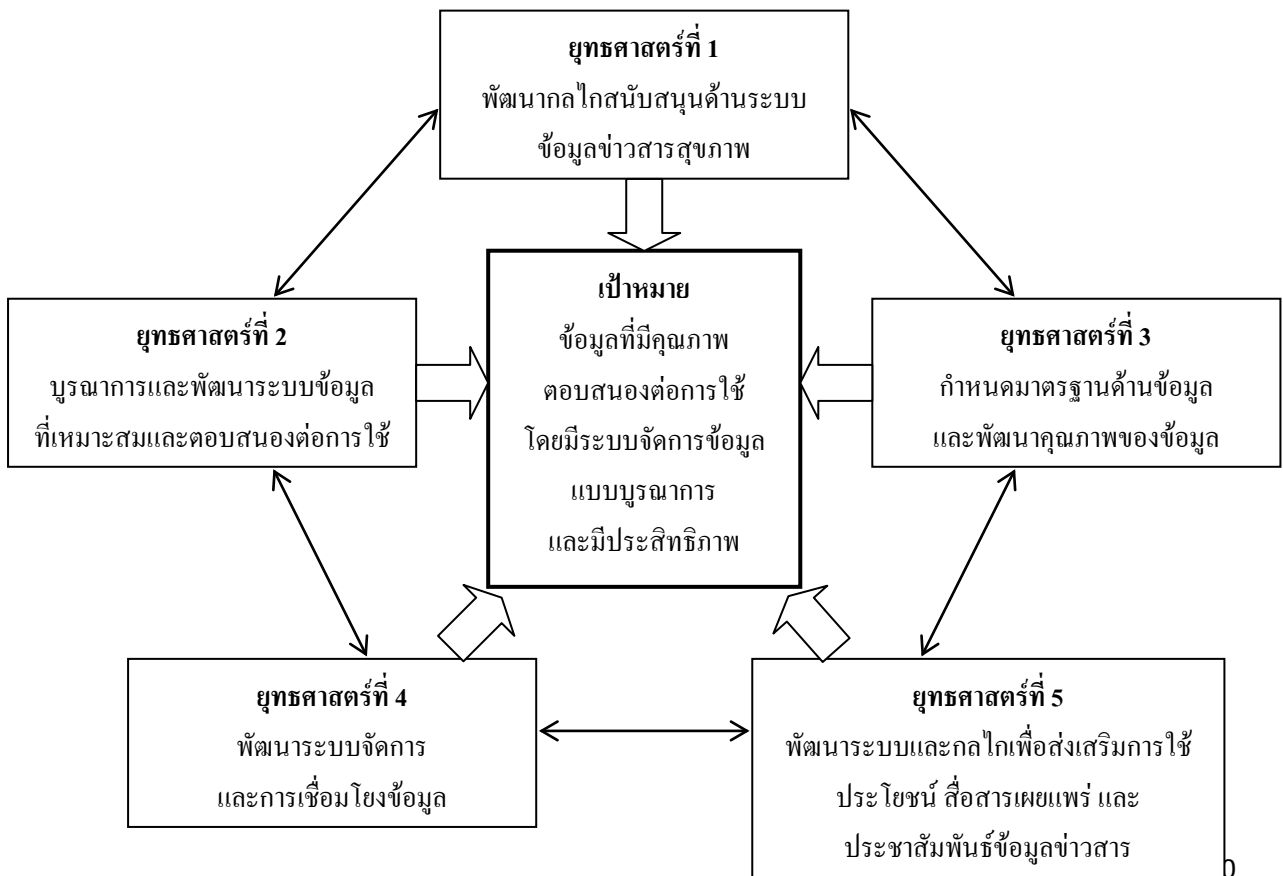 ยุทธศาสตร์ที่ 1
พัฒนากลไกสนับสนุนด้านระบบ
ข้อมูลข่าวสารสุขภาพ
เป้าหมาย
ข้อมูลที่มีคุณภาพ
ตอบสนองต่อการใช้
โดยมีระบบจัดการข้อมูล
แบบบูรณาการ
และมีประสิทธิภาพ
ยุทธศาสตร์ที่ 2
บูรณาการและพัฒนาระบบข้อมูล
ที่เหมาะสมและตอบสนองต่อการใช้
ยุทธศาสตร์ที่ 3
กำหนดมาตรฐานด้านข้อมูล
และพัฒนาคุณภาพของข้อมูล
ยุทธศาสตร์ที่ 4
พัฒนาระบบจัดการ
และการเชื่อมโยงข้อมูล
ยุทธศาสตร์ที่ 5
พัฒนาระบบและกลไกเพื่อส่งเสริมการใช้
ประโยชน์ สื่อสารเผยแพร่ และ
ประชาสัมพันธ์ข้อมูลข่าวสาร